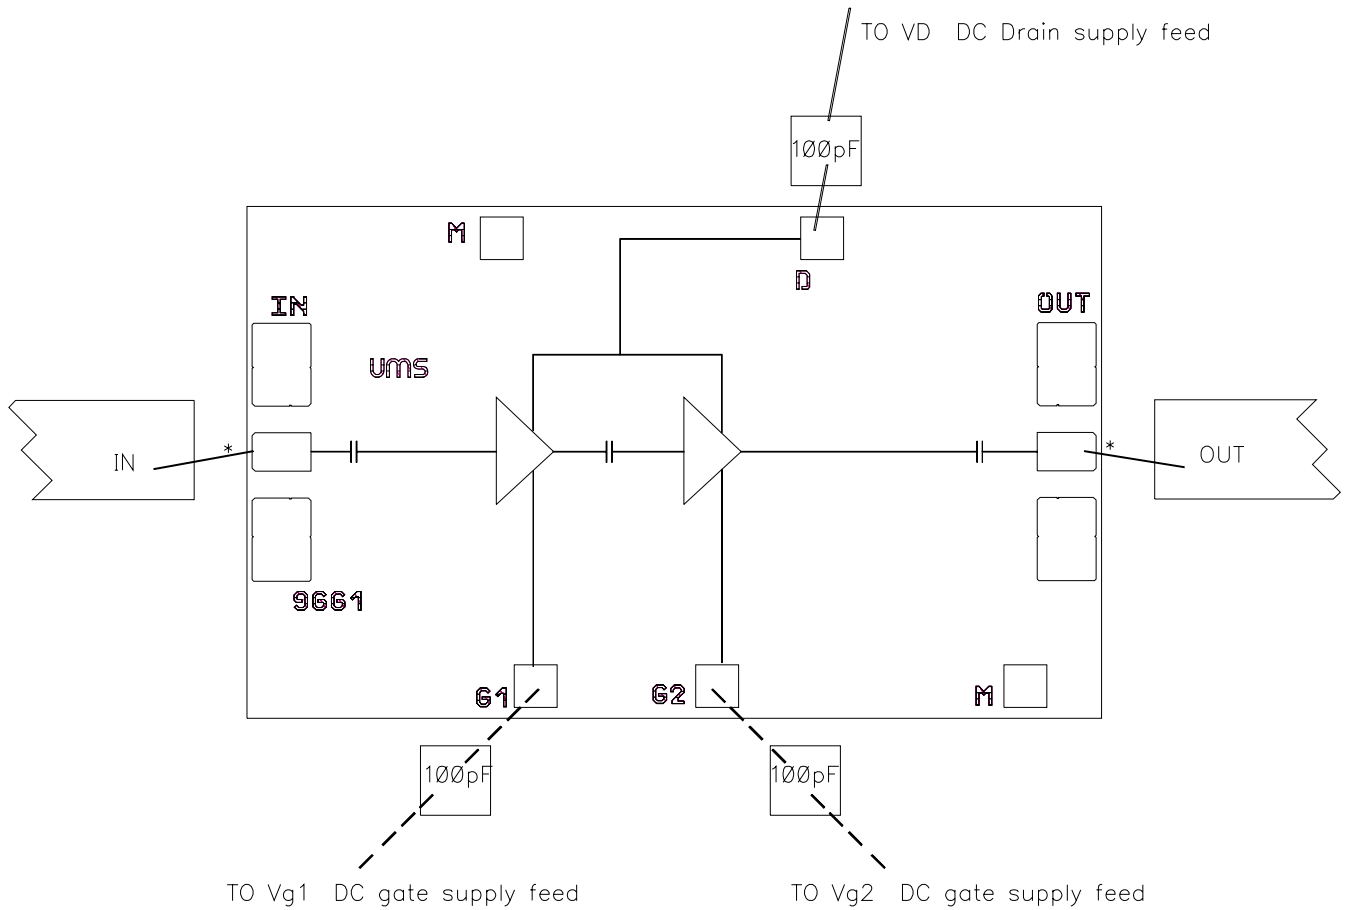 TO VD DC Drain supply feed
100pF
M
D
IN
OUT
ums
*
*
IN
OUT
9GG1
G1
G2
M
100pF
100pF
TO Vg1 DC gate supply feed
TO Vg2 DC gate supply feed